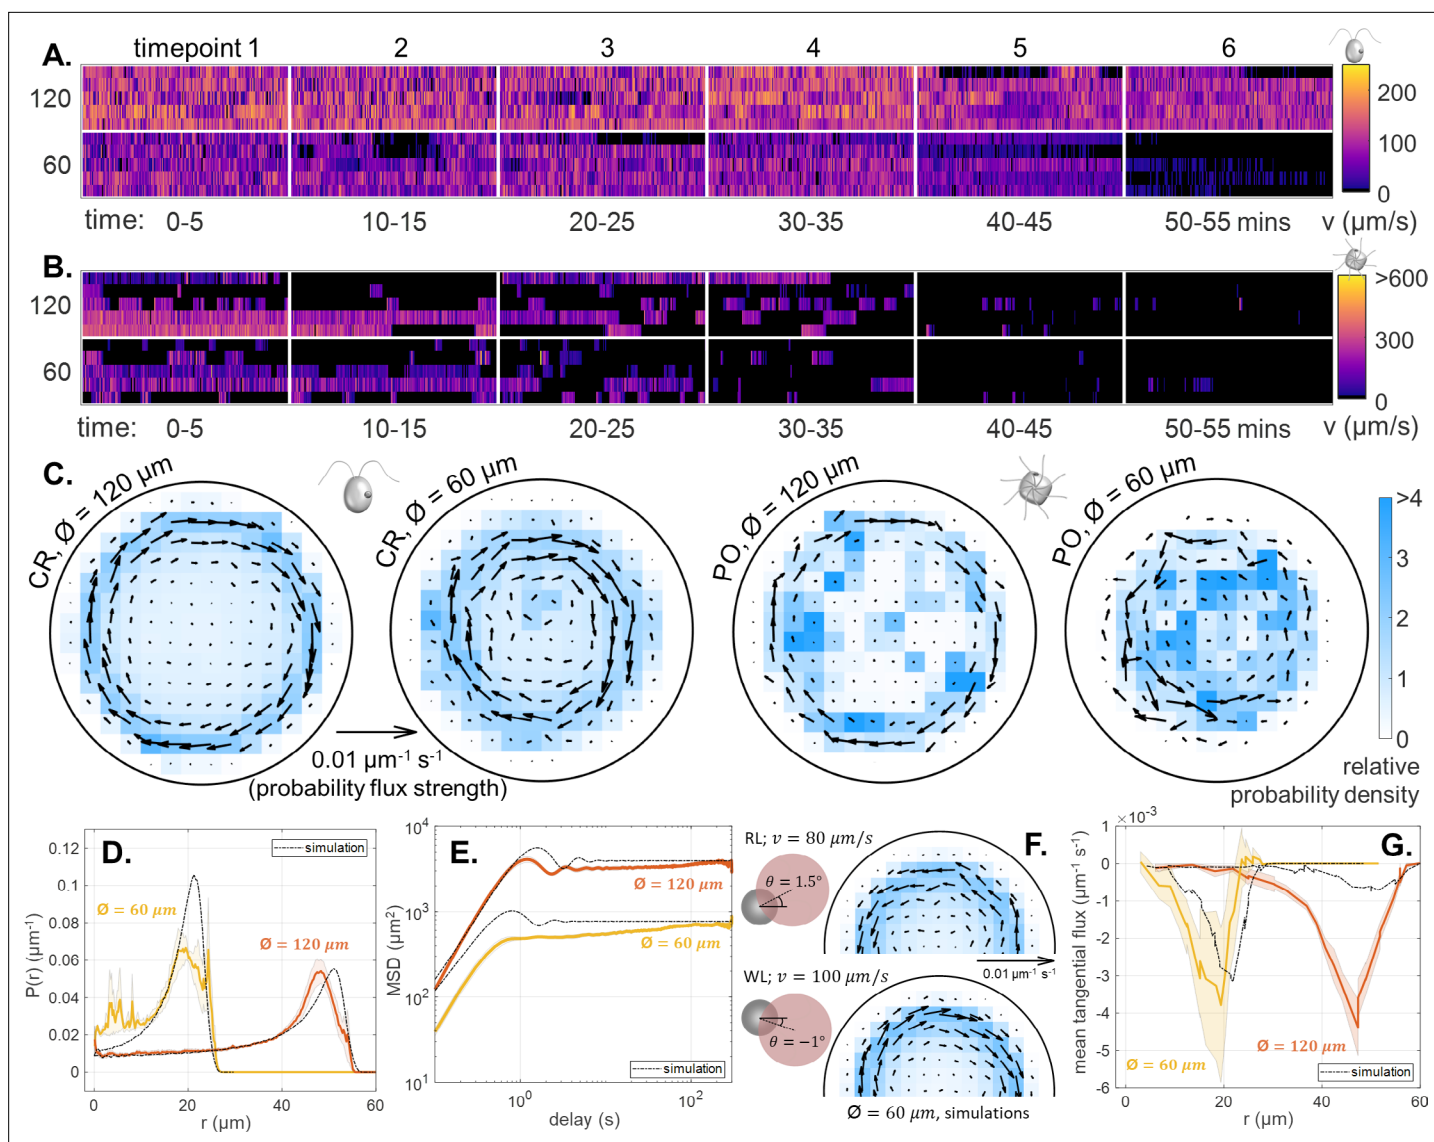 A.
timepoint 1 2 3 4 5 6
120
60
200
100
0
time: 0-5 10-15 20-25 30-35 40-45 50-55 mins v (µm/s)
B.
120
60
>600
300
0
time: 0-5 10-15 20-25 30-35 40-45 50-55 mins v (µm/s)
C.
CR, Ø = 120 µm
CR, Ø = 60 µm
PO, Ø = 120 µm
PO, Ø = 60 µm
0.01 µm⁻¹ s⁻¹
(probability flux strength)
>4
3
2
1
0
relative
probability density
D.
simulation
Ø = 60 µm
Ø = 120 µm
P(r) (µm⁻¹)
0.12
0.1
0.08
0.06
0.04
0.02
0
0 20 40 60
r (µm)
E.
MSD (µm²)
10⁴
10³
10²
10¹
Ø = 120 µm
Ø = 60 µm
simulation
10⁰ 10²
delay (s)
F.
RL; v = 80 µm/s
θ = 1.5°
0.01 µm⁻¹ s⁻¹
WL; v = 100 µm/s
θ = −1°
Ø = 60 µm, simulations
G.
×10⁻³
mean tangential flux (µm⁻¹ s⁻¹)
1
0
-1
-2
-3
-4
-5
-6
Ø = 60 µm
Ø = 120 µm
simulation
0 20 40 60
r (µm)